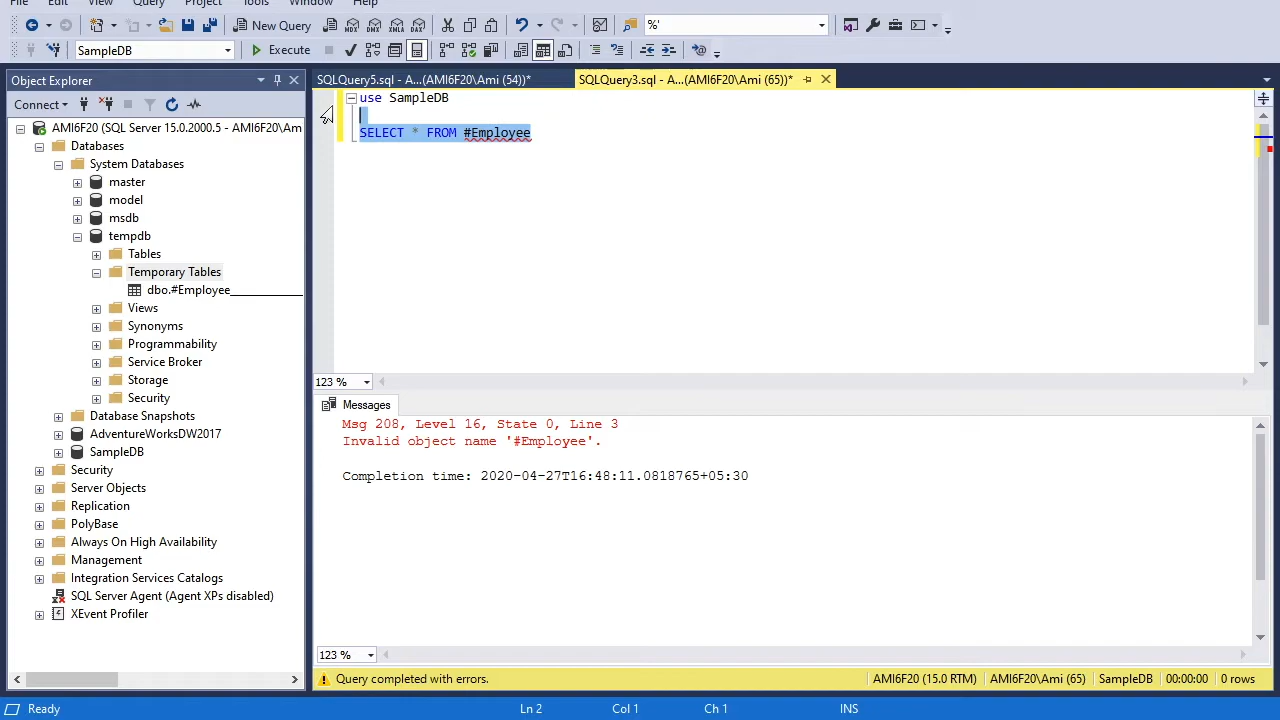 File Edit View Query Project Tools Window Help
New Query MDX DMX XMLA DAX %'
SampleDB Execute
Object Explorer
Connect
AMI6F20 (SQL Server 15.0.2000.5 - AMI6F20\Am
Databases
System Databases
master
model
msdb
tempdb
Tables
Temporary Tables
dbo.#Employee
Views
Synonyms
Programmability
Service Broker
Storage
Security
Database Snapshots
AdventureWorksDW2017
SampleDB
Security
Server Objects
Replication
PolyBase
Always On High Availability
Management
Integration Services Catalogs
SQL Server Agent (Agent XPs disabled)
XEvent Profiler
SQLQuery5.sql - A...(AMI6F20\Ami (54))* SQLQuery3.sql - A...(AMI6F20\Ami (65))*
use SampleDB
SELECT * FROM #Employee
123 %
Messages
Msg 208, Level 16, State 0, Line 3
Invalid object name '#Employee'.
Completion time: 2020-04-27T16:48:11.0818765+05:30
123 %
Query completed with errors. AMI6F20 (15.0 RTM) AMI6F20\Ami (65) SampleDB 00:00:00 0 rows
Ready Ln 2 Col 1 Ch 1 INS